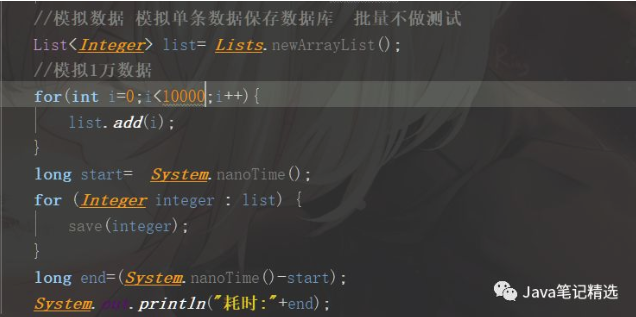 //模拟数据 模拟单条数据保存数据库  批量不做测试
List<Integer> list= Lists.newArrayList();
//模拟1万数据
for(int i=0;i<10000;i++){
    list.add(i);
}
long start=  System.nanoTime();
for (Integer integer : list) {
    save(integer);
}
long end=(System.nanoTime()-start);
System.out.println("耗时:"+end);
Java笔记精选